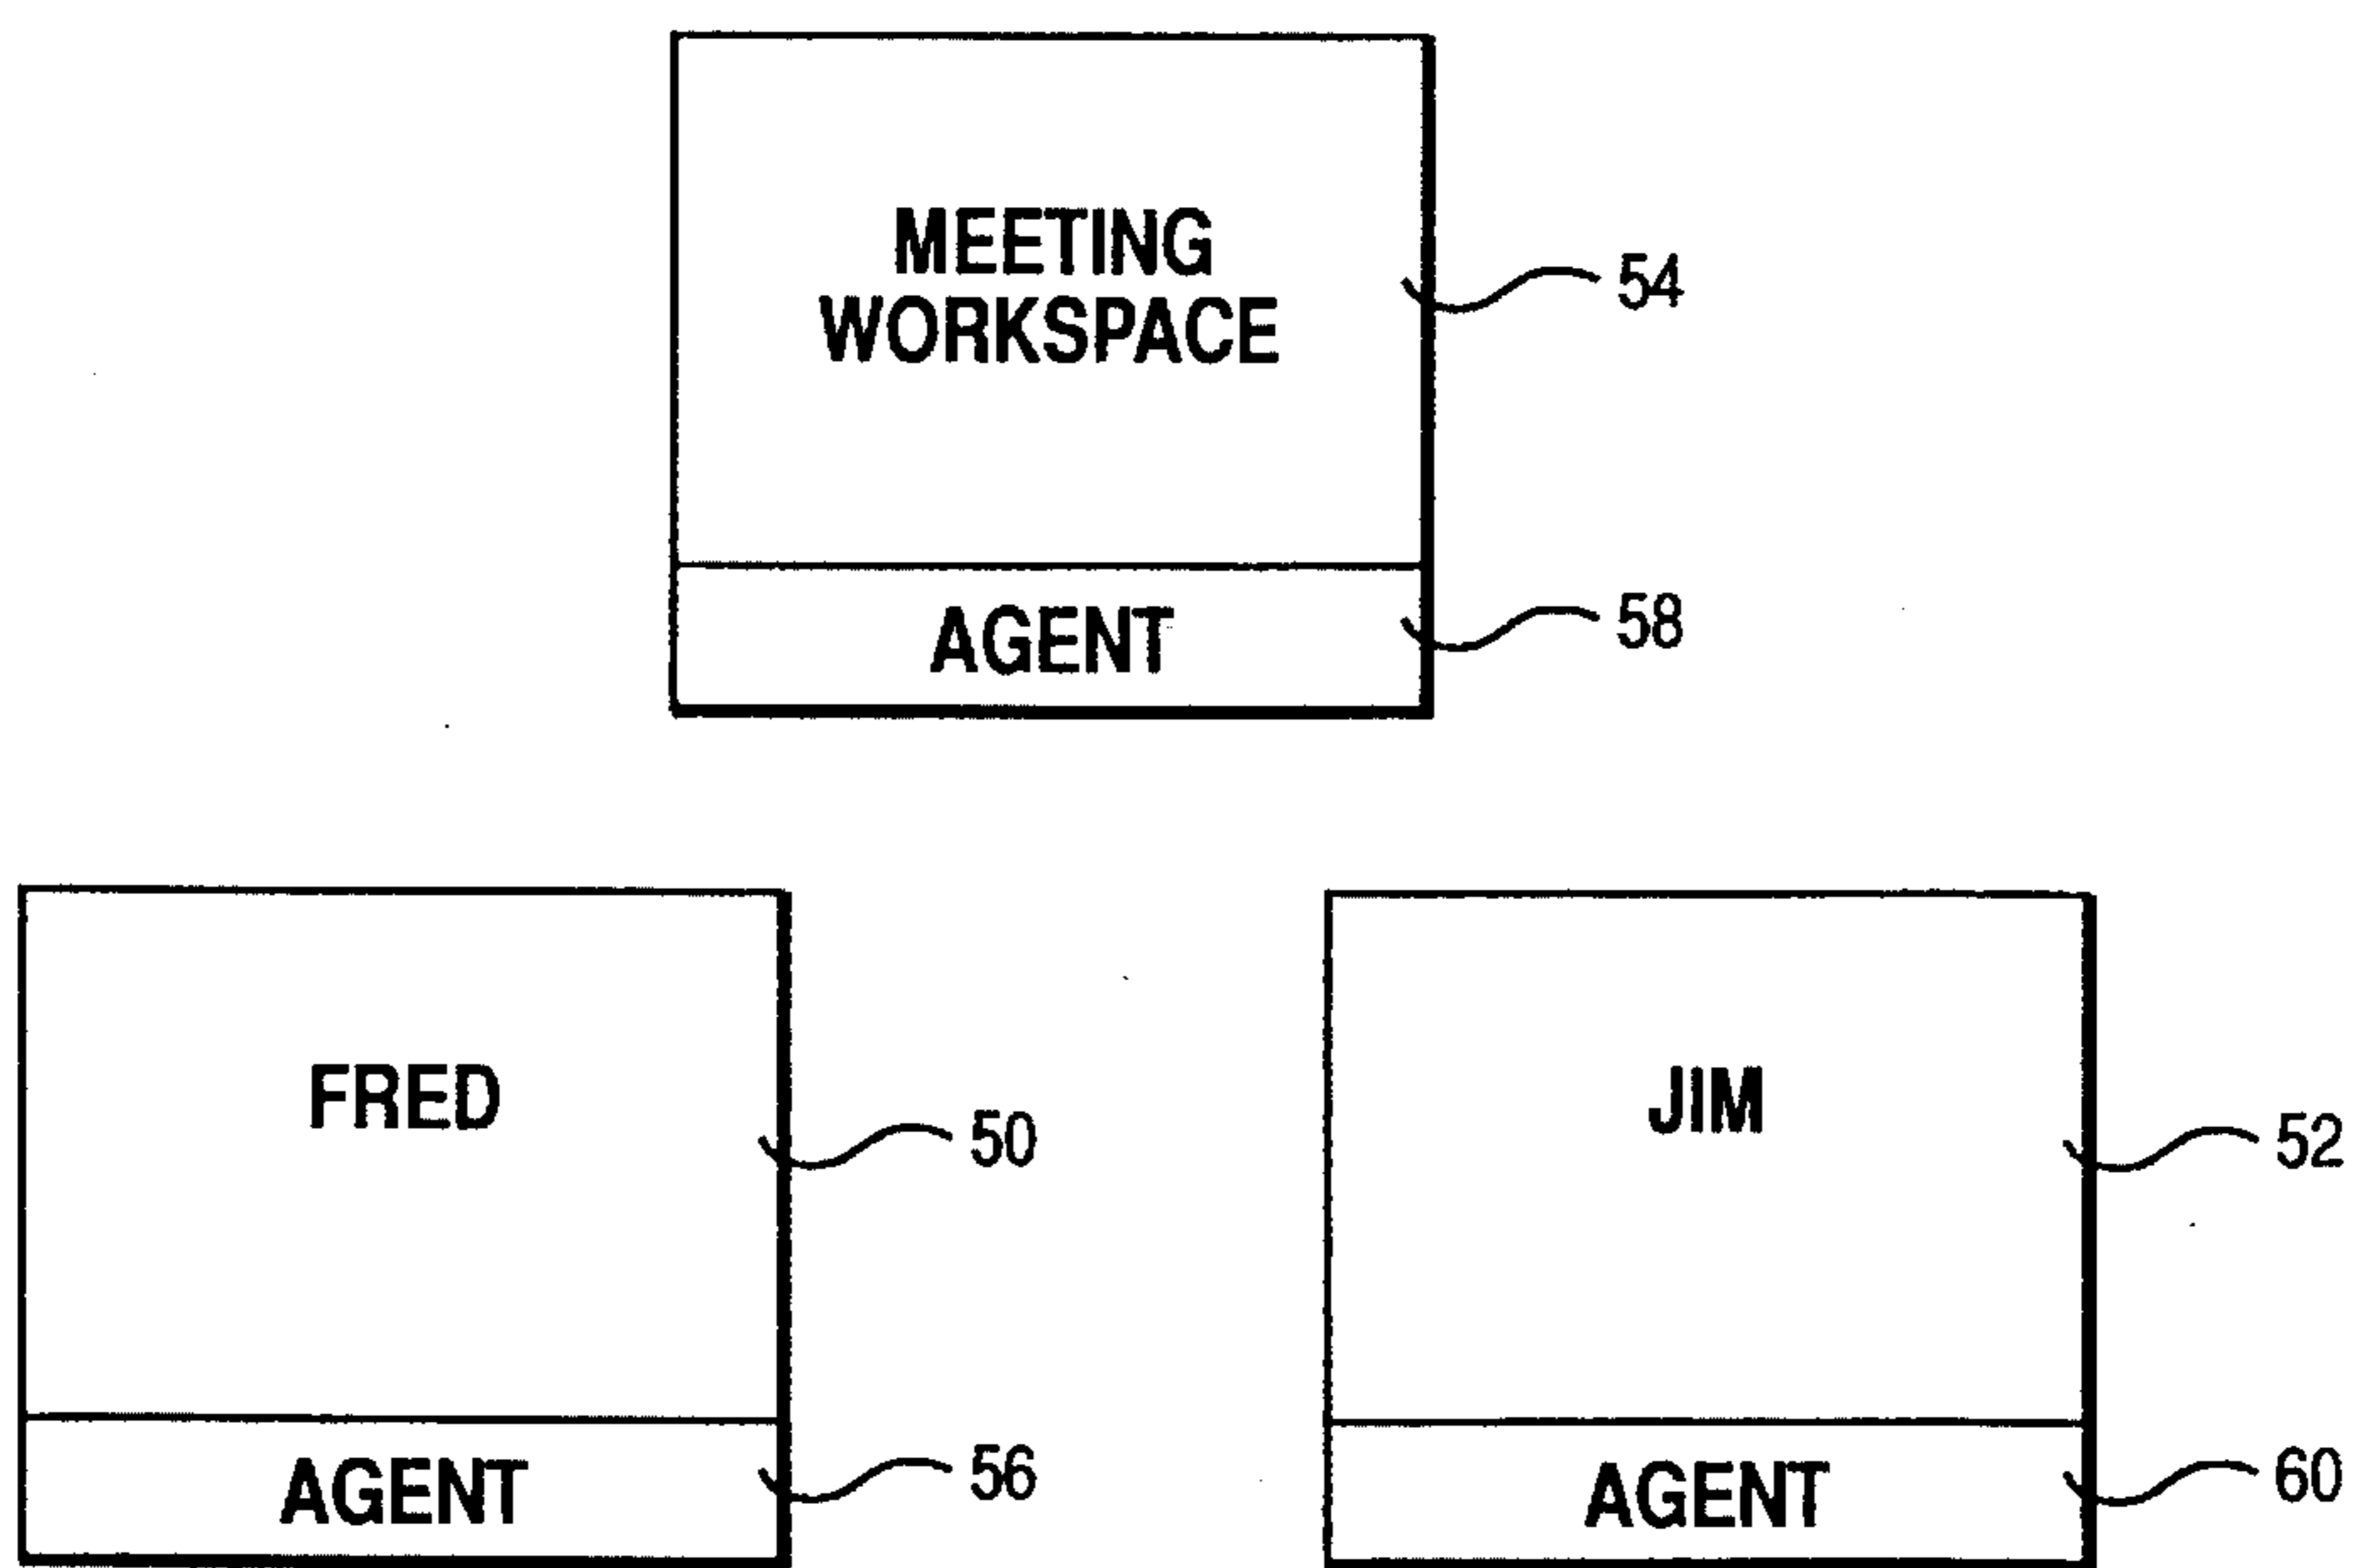 MEETING
WORKSPACE
54
AGENT
58
FRED
50
AGENT
56
JIM
52
AGENT
60